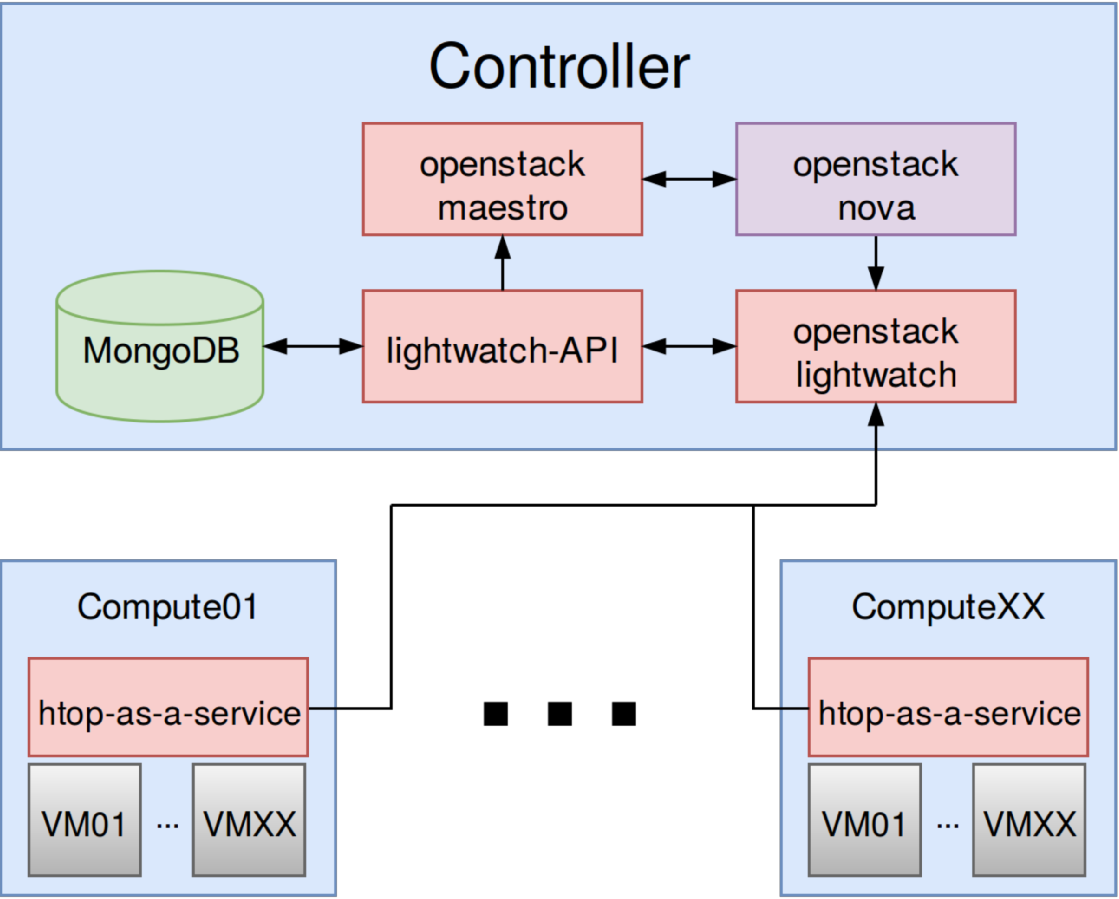 Controller
openstack
maestro
openstack
nova
MongoDB
lightwatch-API
openstack
lightwatch
Compute01
htop-as-a-service
VM01 ... VMXX
ComputeXX
htop-as-a-service
VM01 ... VMXX